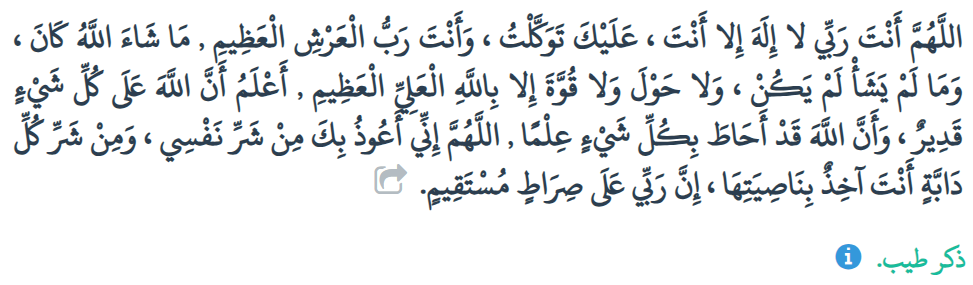 اللَّهُمَّ أَنْتَ رَبِّي لا إِلَهَ إِلا أَنْتَ ، عَلَيْكَ تَوَكَّلْتُ ، وَأَنْتَ رَبُّ الْعَرْشِ الْعَظِيمِ , مَا شَاءَ اللَّهُ كَانَ ،
وَمَا لَمْ يَشَأْ لَمْ يَكُنْ ، وَلا حَوْلَ وَلا قُوَّةَ إِلا بِاللَّهِ الْعَلِيِّ الْعَظِيمِ , أَعْلَمُ أَنَّ اللَّهَ عَلَى كُلِّ شَيْءٍ
قَدِيرٌ ، وَأَنَّ اللَّهَ قَدْ أَحَاطَ بِكُلِّ شَيْءٍ عِلْمًا , اللَّهُمَّ إِنِّي أَعُوذُ بِكَ مِنْ شَرِّ نَفْسِي ، وَمِنْ شَرِّ كُلِّ
دَابَّةٍ أَنْتَ آخِذٌ بِنَاصِيَتِهَا ، إِنَّ رَبِّي عَلَى صِرَاطٍ مُسْتَقِيمٍ.
ذكر طيب.